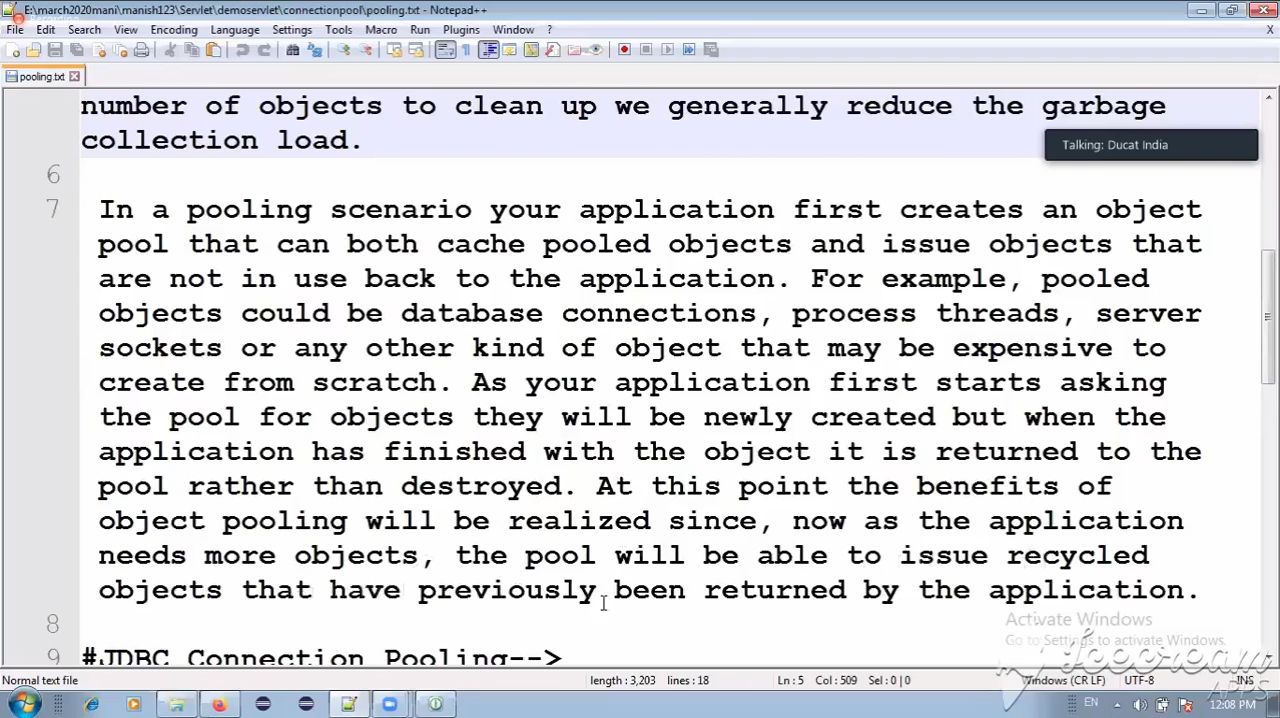 E:\march2020mani\manish123\Servlet\demoservlet\connectionpool\pooling.txt - Notepad++
File Edit Search View Encoding Language Settings Tools Macro Run Plugins Window ? X
pooling.txt
number of objects to clean up we generally reduce the garbage
collection load.
Talking: Ducat India
6
7 In a pooling scenario your application first creates an object
pool that can both cache pooled objects and issue objects that
are not in use back to the application. For example, pooled
objects could be database connections, process threads, server
sockets or any other kind of object that may be expensive to
create from scratch. As your application first starts asking
the pool for objects they will be newly created but when the
application has finished with the object it is returned to the
pool rather than destroyed. At this point the benefits of
object pooling will be realized since, now as the application
needs more objects, the pool will be able to issue recycled
objects that have previously been returned by the application.
8
Activate Windows
Go to Settings to activate Windows.
9 #JDBC Connection Pooling-->
Icecream
APPS
Normal text file length : 3,203 lines : 18 Ln : 5 Col : 509 Sel : 0 | 0 Windows (CR LF) UTF-8 INS
EN 12:08 PM